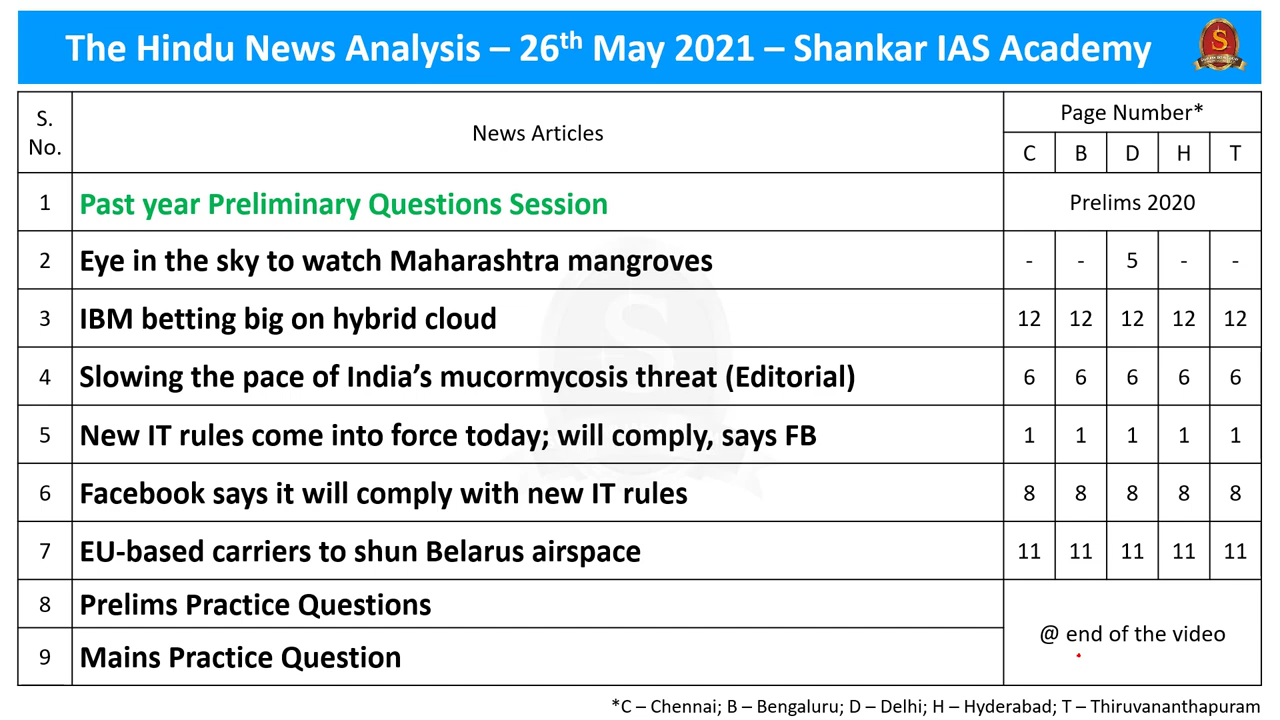 The Hindu News Analysis – 26th May 2021 – Shankar IAS Academy
S
S. No. News Articles Page Number*
C B D H T
1 Past year Preliminary Questions Session Prelims 2020
2 Eye in the sky to watch Maharashtra mangroves - - 5 - -
3 IBM betting big on hybrid cloud 12 12 12 12 12
4 Slowing the pace of India’s mucormycosis threat (Editorial) 6 6 6 6 6
5 New IT rules come into force today; will comply, says FB 1 1 1 1 1
6 Facebook says it will comply with new IT rules 8 8 8 8 8
7 EU-based carriers to shun Belarus airspace 11 11 11 11 11
8 Prelims Practice Questions
@ end of the video
9 Mains Practice Question
*C – Chennai; B – Bengaluru; D – Delhi; H – Hyderabad; T – Thiruvananthapuram